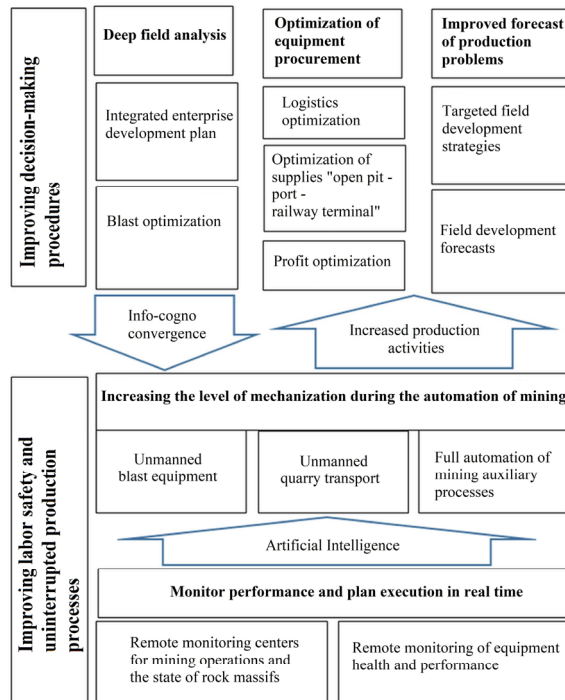 Improving decision-making
procedures
Deep field analysis
Integrated enterprise
development plan
Blast optimization
Optimization of
equipment
procurement
Logistics
optimization
Optimization of
supplies "open pit -
port -
railway terminal"
Profit optimization
Improved forecast
of production
problems
Targeted field
development
strategies
Field development
forecasts
Info-cogno
convergence
Increased production
activities
Improving labor safety and
uninterrupted production
processes
Increasing the level of mechanization during the automation of mining
Unmanned
blast equipment
Unmanned
quarry transport
Full automation of
mining auxiliary
processes
Artificial Intelligence
Monitor performance and plan execution in real time
Remote monitoring centers
for mining operations and
the state of rock massifs
Remote monitoring of equipment
health and performance